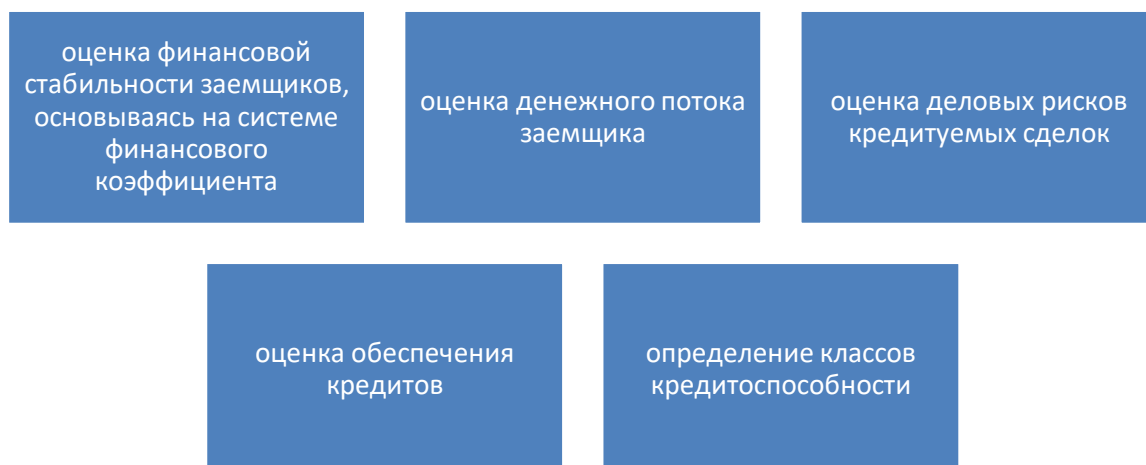 оценка финансовой
стабильности заемщиков,
основываясь на системе
финансового
коэффициента
оценка денежного потока
заемщика
оценка деловых рисков
кредитуемых сделок
оценка обеспечения
кредитов
определение классов
кредитоспособности